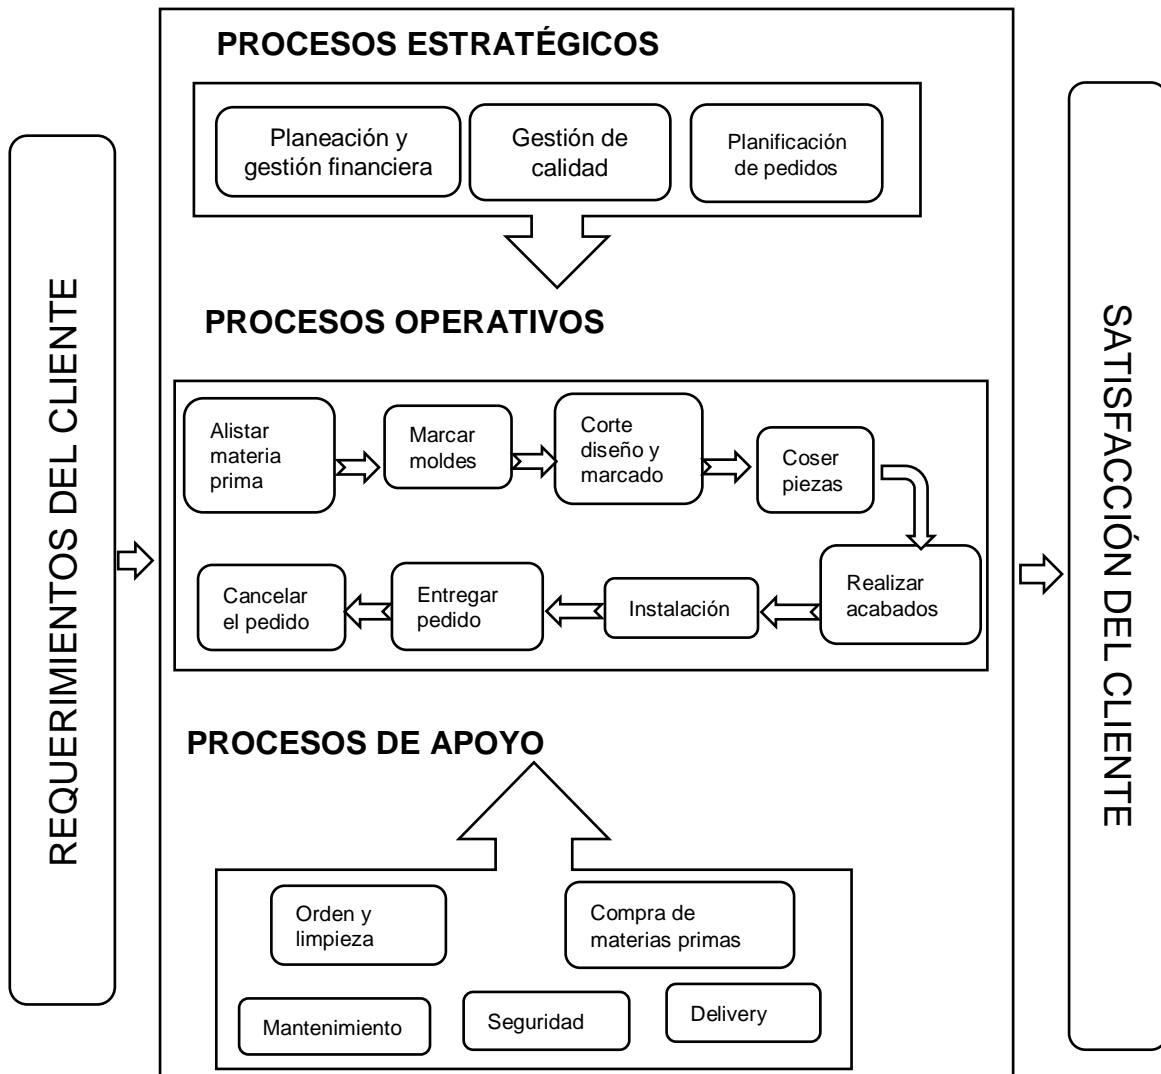 PROCESOS ESTRATÉGICOS
Planeación y
gestión financiera
Gestión de
calidad
Planificación
de pedidos
REQUERIMIENTOS DEL CLIENTE
PROCESOS OPERATIVOS
Alistar
materia
prima
Marcar
moldes
Corte
diseño y
marcado
Coser
piezas
Realizar
acabados
Instalación
Entregar
pedido
Cancelar
el pedido
SATISFACCIÓN DEL CLIENTE
PROCESOS DE APOYO
Orden y
limpieza
Compra de
materias primas
Mantenimiento
Seguridad
Delivery